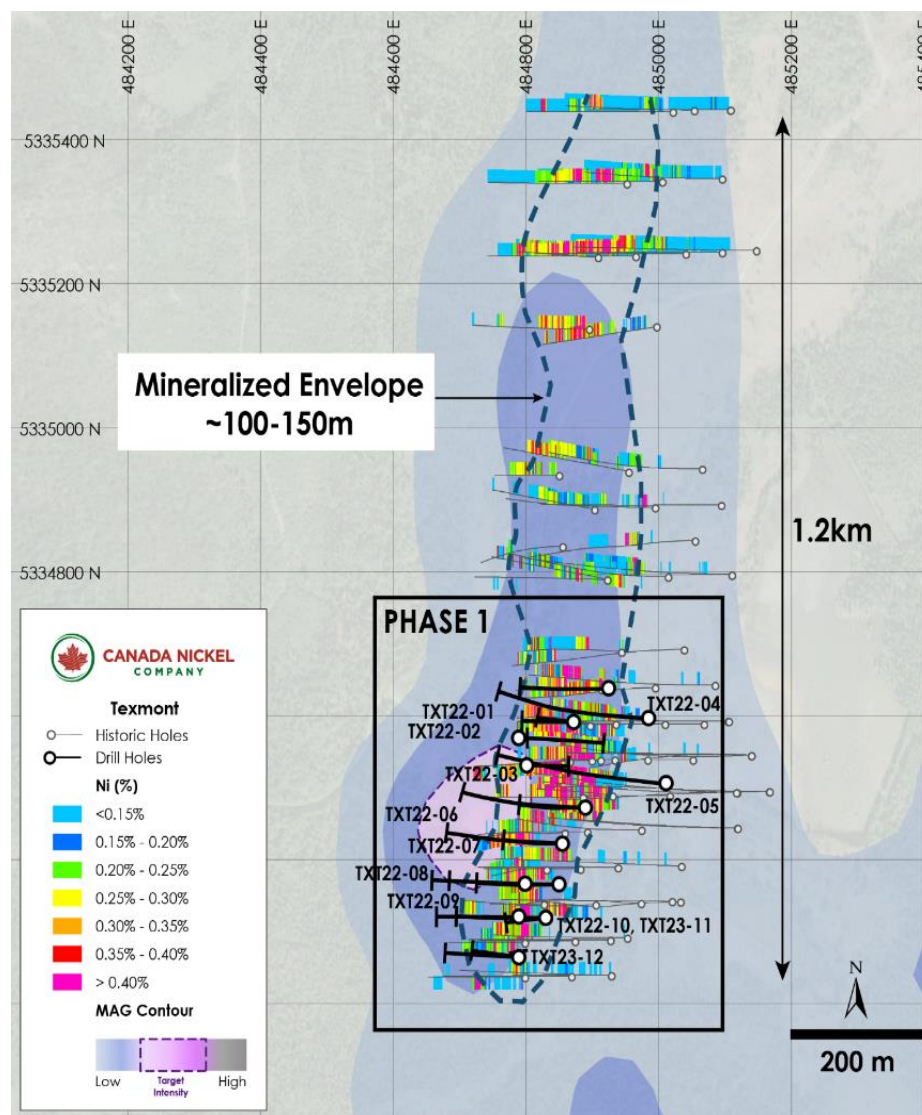 484200 E
484400 E
484600 E
484800 E
485000 E
485200 E
5335400 N
5335200 N
Mineralized Envelope
~100-150m
5335000 N
1.2km
5334800 N
PHASE 1
CANADA NICKEL
COMPANY
Texmont
Historic Holes
Drill Holes
Ni (%)
<0.15%
0.15% - 0.20%
0.20% - 0.25%
0.25% - 0.30%
0.30% - 0.35%
0.35% - 0.40%
> 0.40%
MAG Contour
Low
Target
Intensity
High
TXT22-01
TXT22-04
TXT22-02
TXT22-03
TXT22-05
TXT22-06
TXT22-07
TXT22-08
TXT22-09
TXT22-10, TXT23-11
TXT23-12
N
200 m